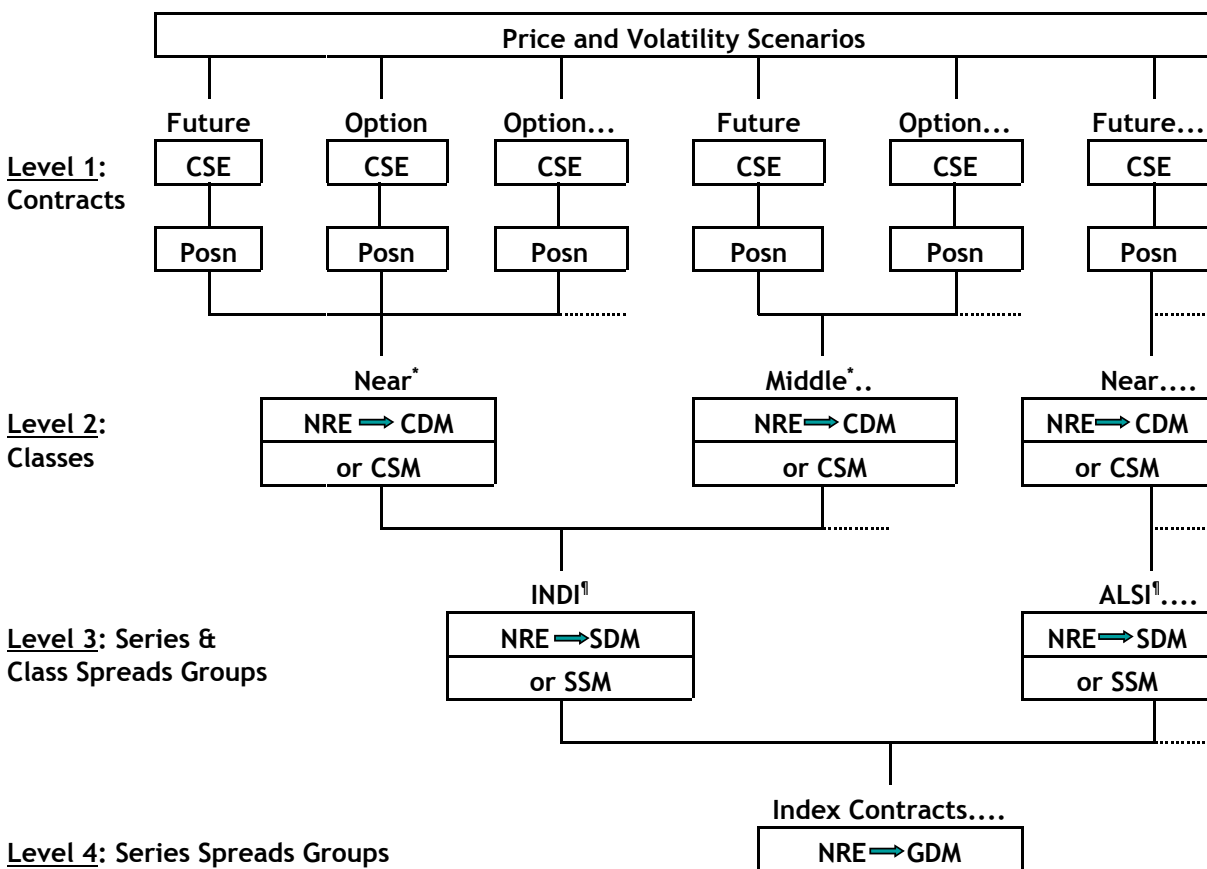 Price and Volatility Scenarios
Future Option Option... Future Option... Future...
Level 1: CSE CSE CSE CSE CSE CSE
Contracts
Posn Posn Posn Posn Posn Posn
Near* Middle*.. Near....
Level 2: NRE CDM NRE CDM NRE CDM
Classes or CSM or CSM or CSM
INDI¶ ALSI¶....
Level 3: Series & NRE SDM NRE SDM
Class Spreads Groups or SSM or SSM
Index Contracts....
Level 4: Series Spreads Groups NRE GDM